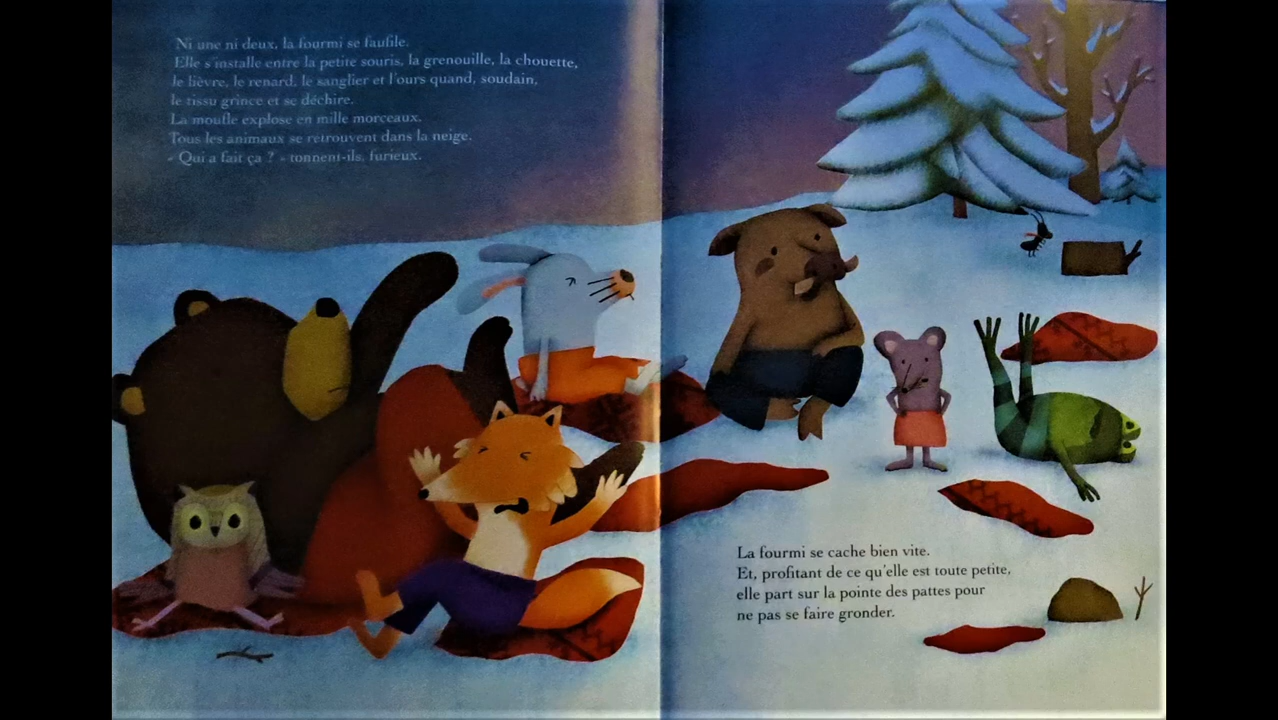 Ni une ni deux, la fourmi se faufile.
Elle s'installe entre la petite souris, la grenouille, la chouette,
le lièvre, le renard, le sanglier et l'ours quand, soudain,
le tissu grince et se déchire.
La moufle explose en mille morceaux.
Tous les animaux se retrouvent dans la neige.
- Qui a fait ça ? - tonnent-ils, furieux.
La fourmi se cache bien vite.
Et, profitant de ce qu'elle est toute petite,
elle part sur la pointe des pattes pour
ne pas se faire gronder.